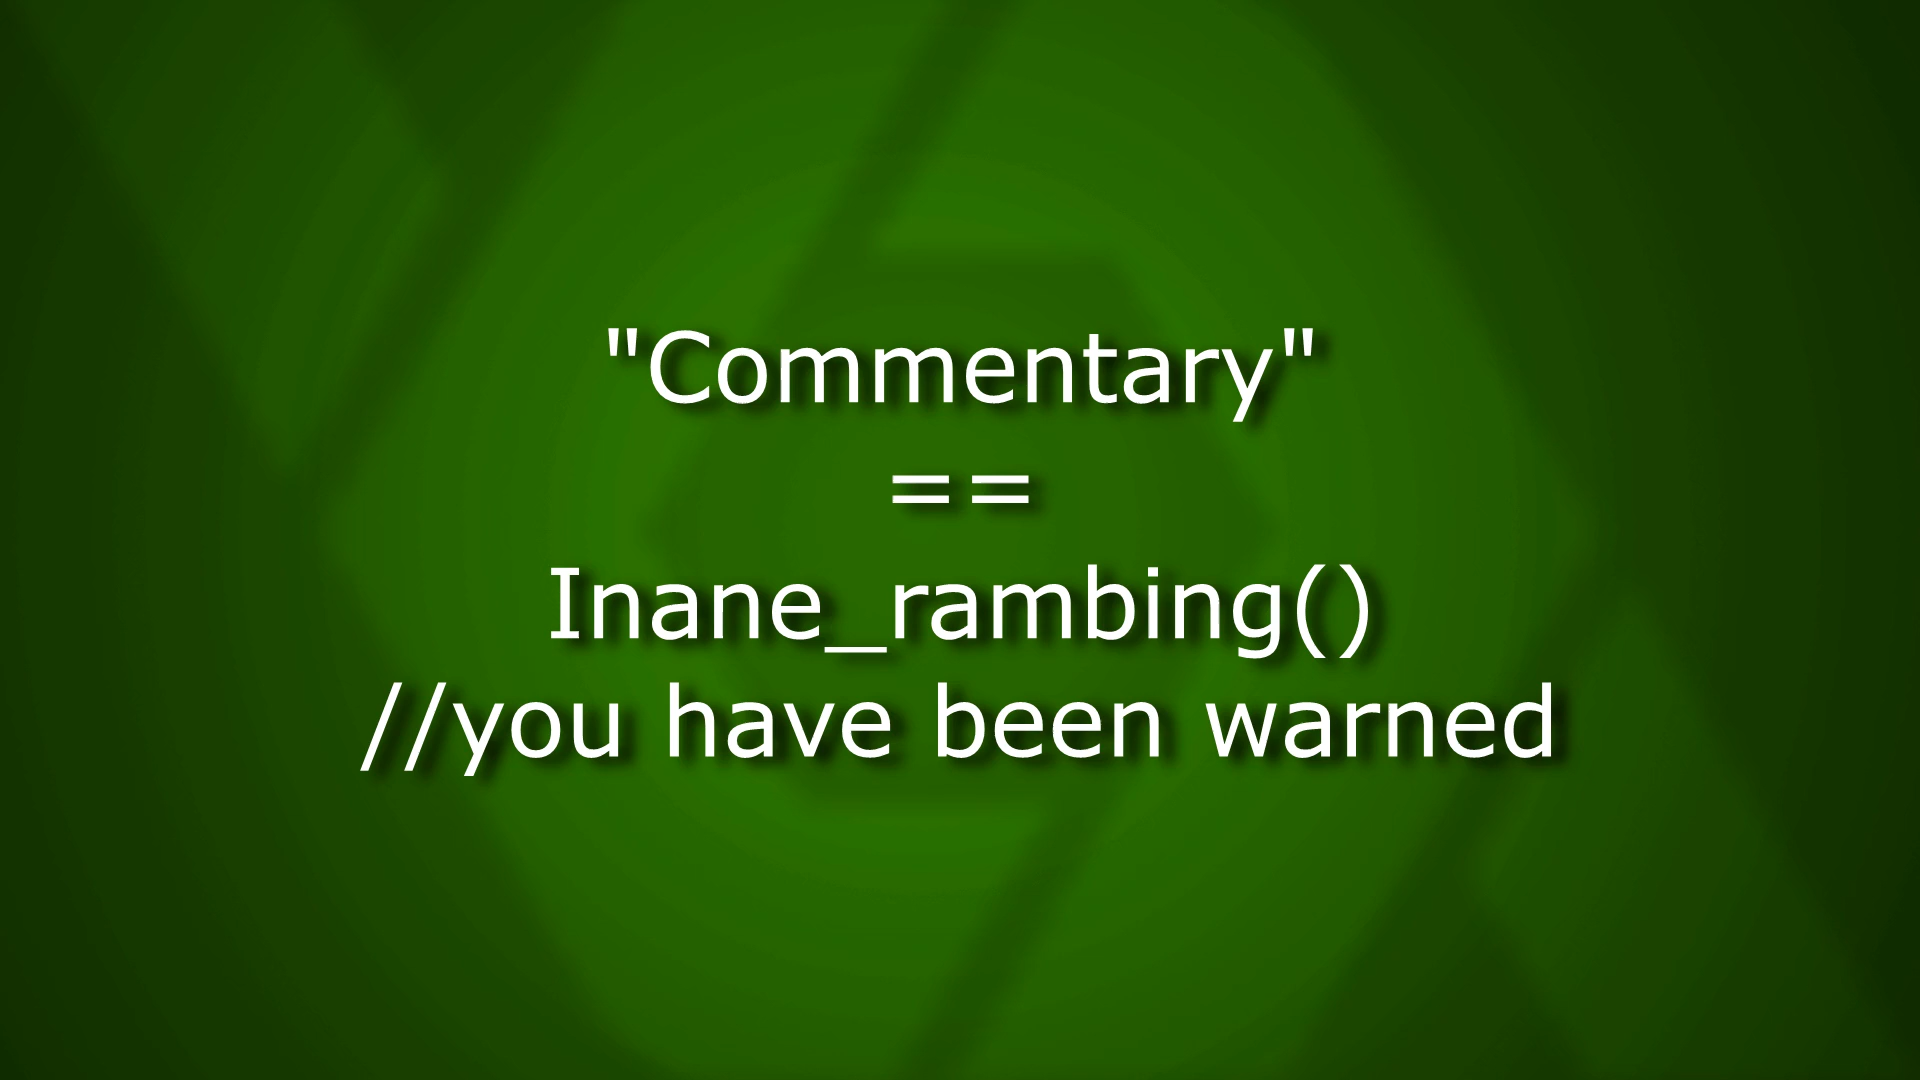 "Commentary"
==
Inane_rambing()
//you have been warned